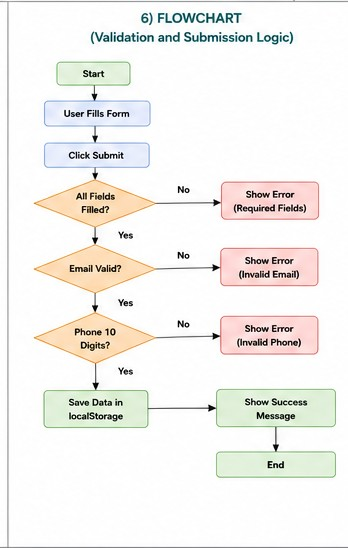 6) FLOWCHART
(Validation and Submission Logic)
Start
User Fills Form
Click Submit
All Fields
Filled?
No
Show Error
(Required Fields)
Yes
Email Valid?
No
Show Error
(Invalid Email)
Yes
Phone 10
Digits?
No
Show Error
(Invalid Phone)
Yes
Save Data in
localStorage
Show Success
Message
End